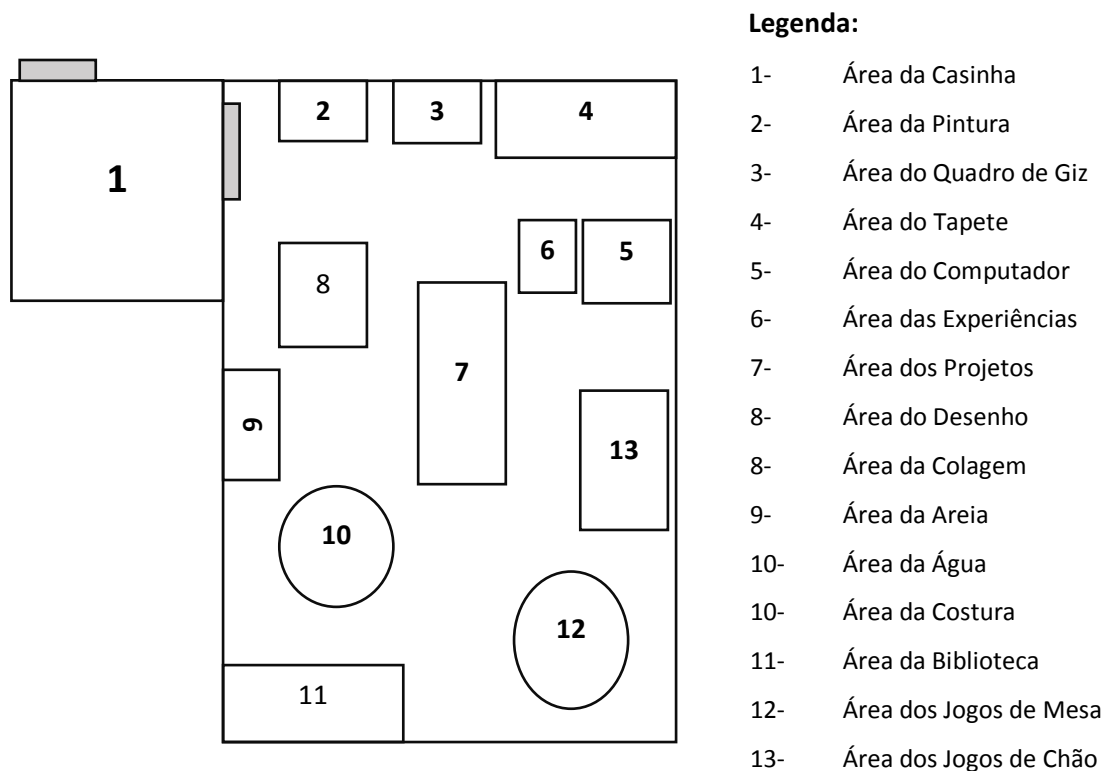 Legenda:
1- Área da Casinha
2- Área da Pintura
3- Área do Quadro de Giz
4- Área do Tapete
5- Área do Computador
6- Área das Experiências
7- Área dos Projetos
8- Área do Desenho
8- Área da Colagem
9- Área da Areia
10- Área da Água
10- Área da Costura
11- Área da Biblioteca
12- Área dos Jogos de Mesa
13- Área dos Jogos de Chão
2 3 4
1
6 5
8
7
9
13
10
12
11